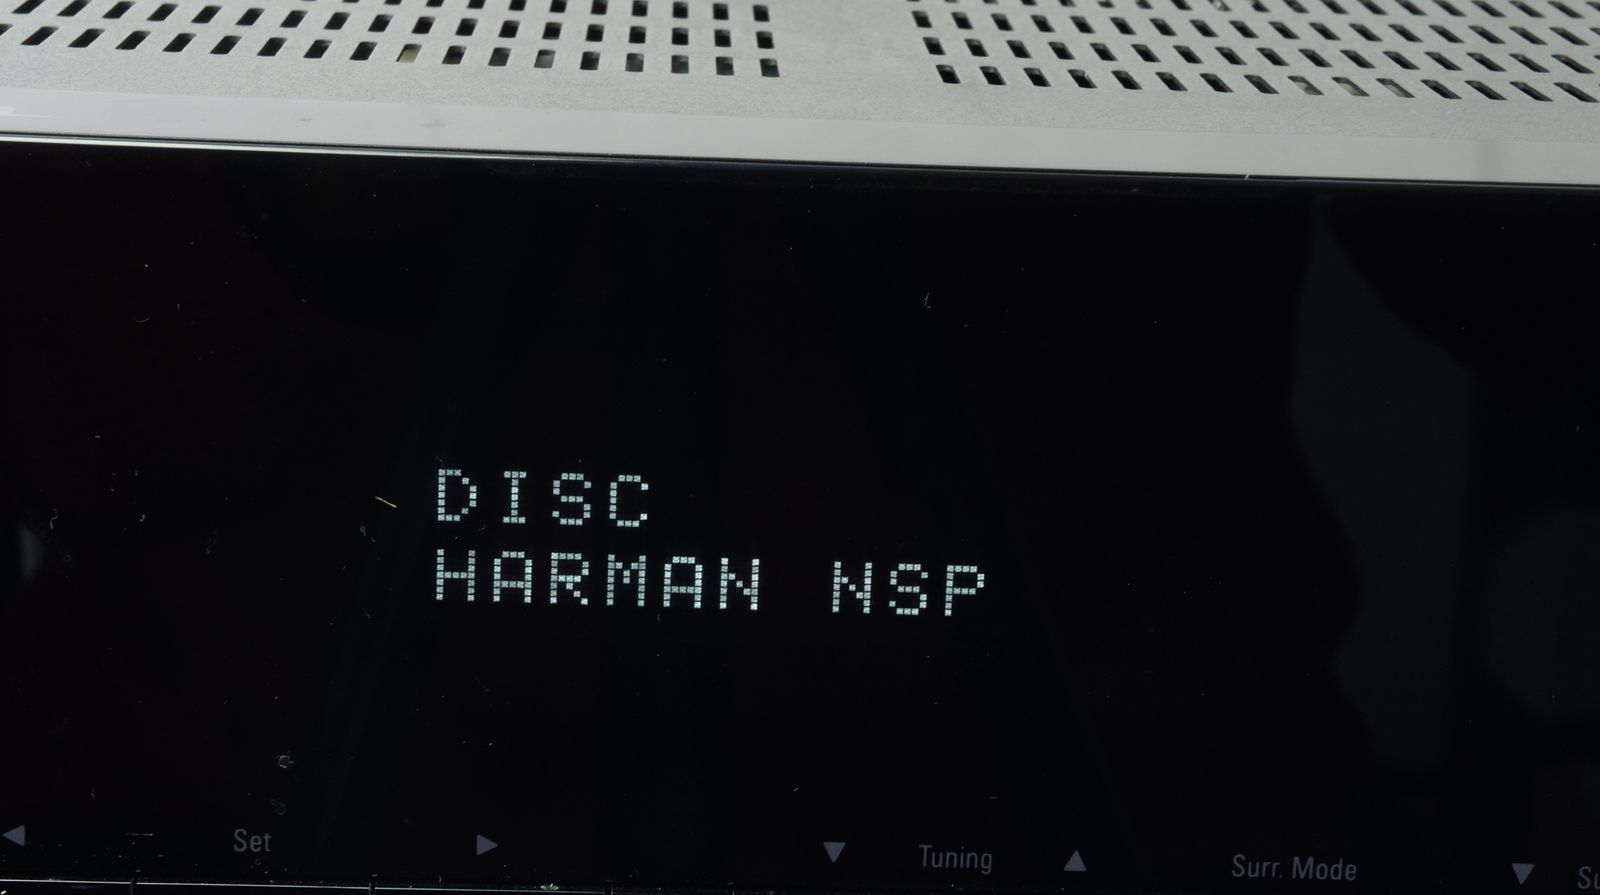 DISC
HARMAN NSP
Set Tuning Surr. Mode